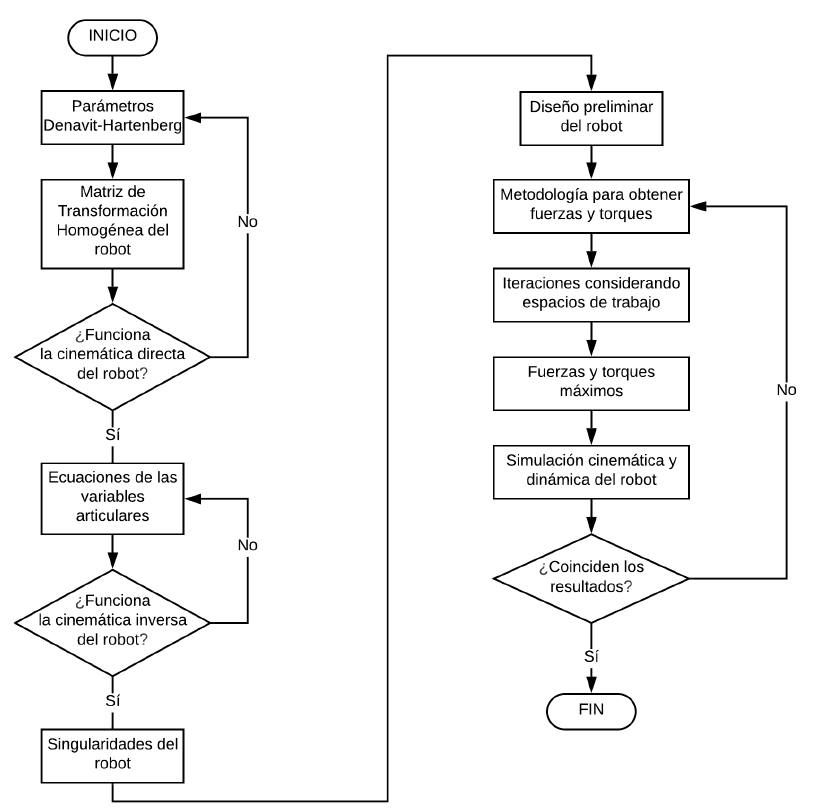 INICIO
Parámetros
Denavit-Hartenberg
Matriz de
Transformación
Homogénea del
robot
No
¿Funciona
la cinemática directa
del robot?
Sí
Ecuaciones de las
variables
articulares
No
¿Funciona
la cinemática inversa
del robot?
Sí
Singularidades del
robot
Diseño preliminar
del robot
Metodología para obtener
fuerzas y torques
Iteraciones considerando
espacios de trabajo
Fuerzas y torques
máximos
No
Simulación cinemática y
dinámica del robot
¿Coinciden los
resultados?
Sí
FIN